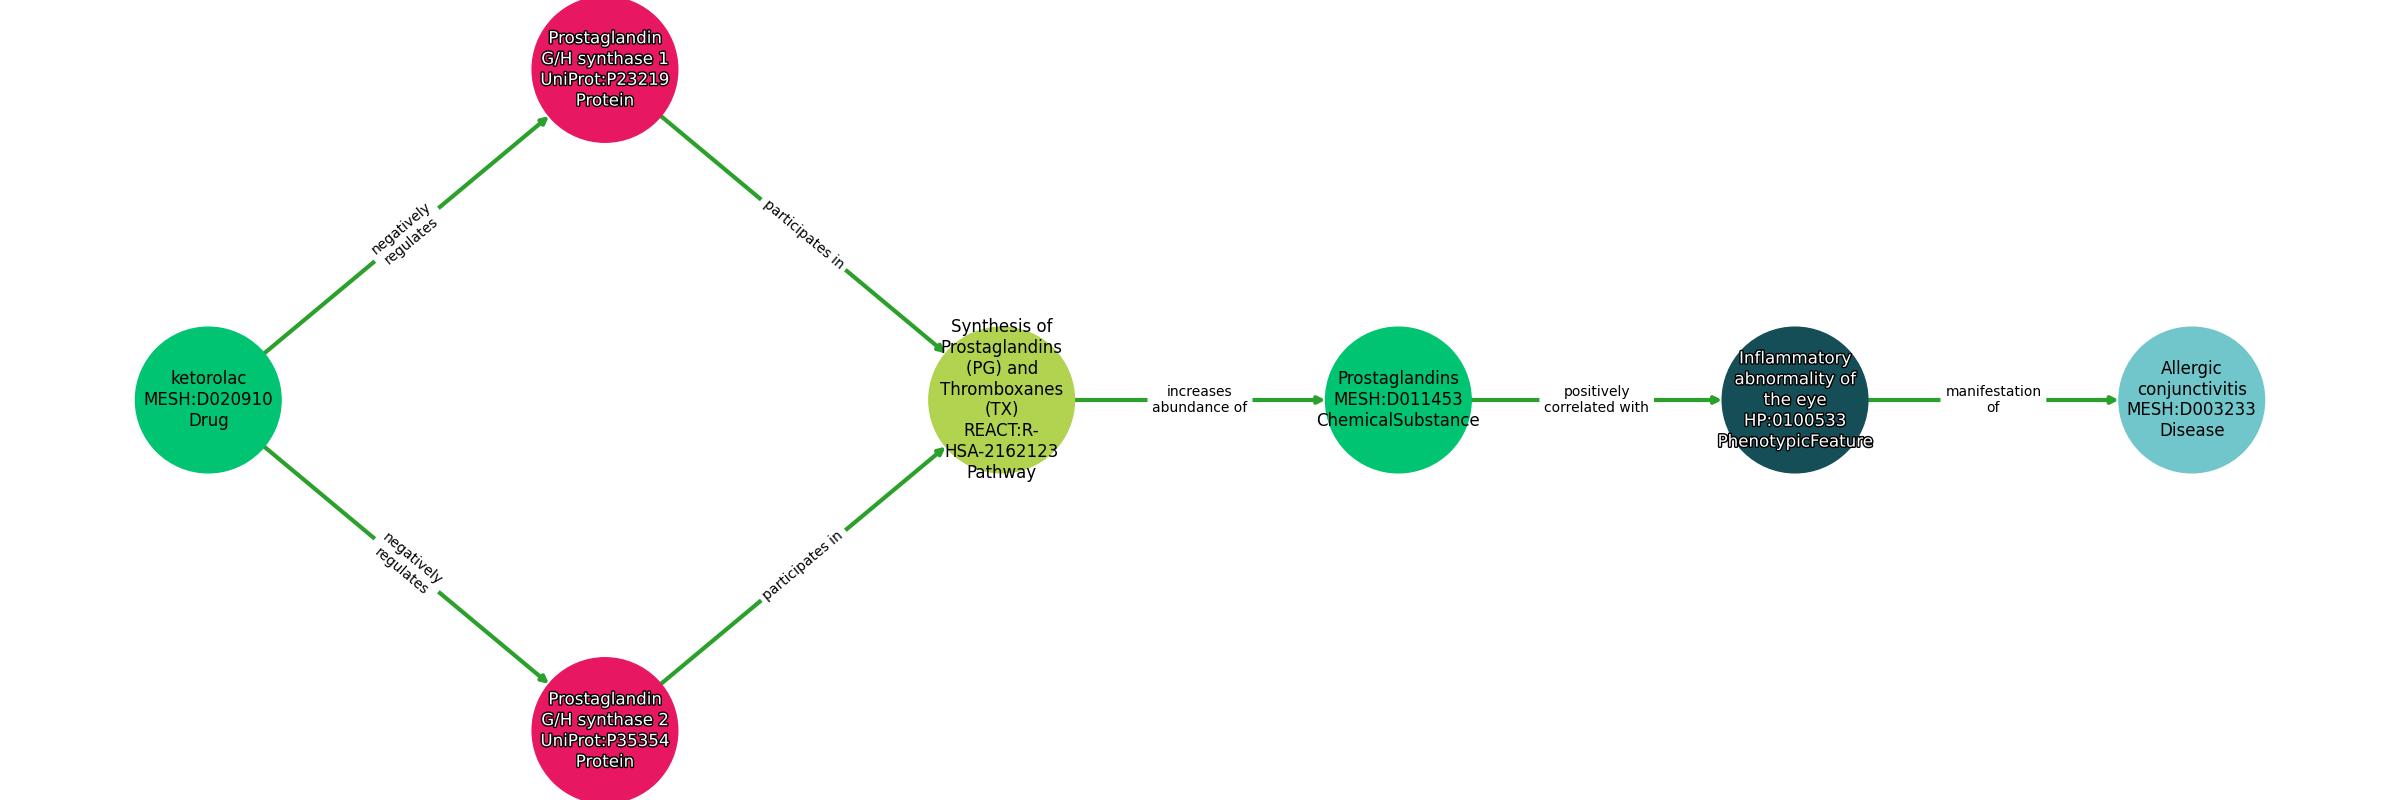 Prostaglandin
G/H synthase 1
UniProt:P23219
Protein
negatively
regulates
participates in
ketorolac
MESH:D020910
Drug
Synthesis of
Prostaglandins
(PG) and
Thromboxanes
(TX)
REACT:R-
HSA-2162123
Pathway
increases
abundance of
Prostaglandins
MESH:D011453
ChemicalSubstance
positively
correlated with
Inflammatory
abnormality of
the eye
HP:0100533
PhenotypicFeature
manifestation
of
Allergic
conjunctivitis
MESH:D003233
Disease
negatively
regulates
participates in
Prostaglandin
G/H synthase 2
UniProt:P35354
Protein